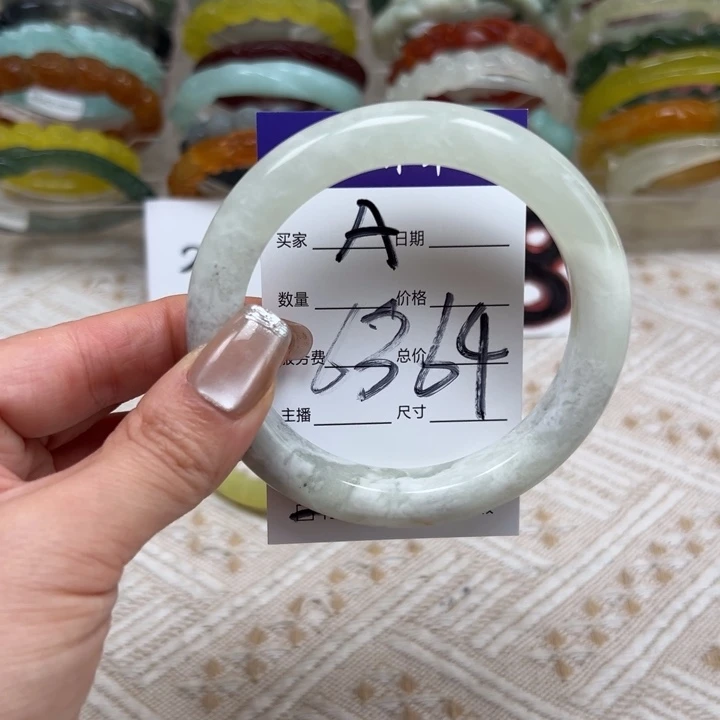 买家 A 日期
数量 价格
服务费 6364 总价
主播 尺寸